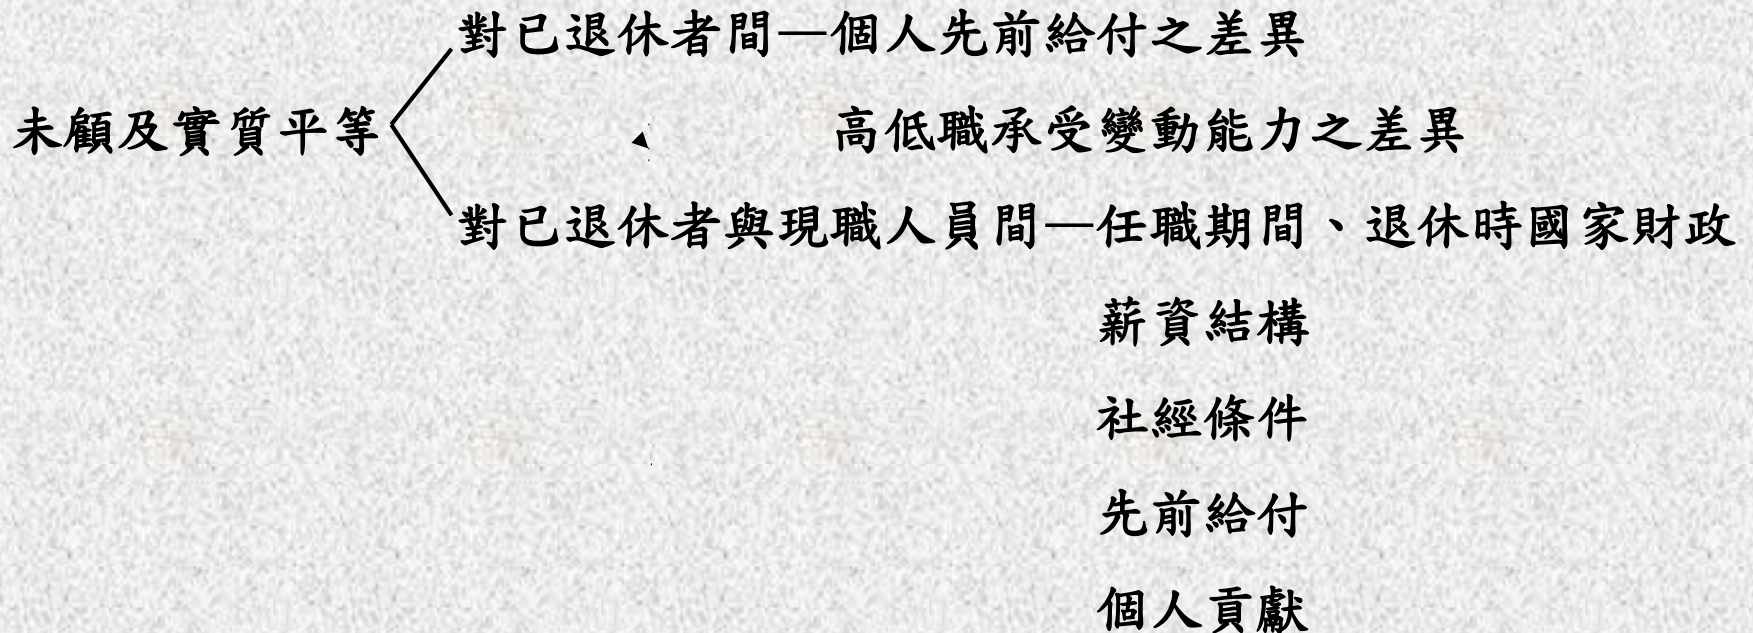 對已退休者間—個人先前給付之差異
未顧及實質平等
高低職承受變動能力之差異
對已退休者與現職人員間—任職期間、退休時國家財政
薪資結構
社經條件
先前給付
個人貢獻